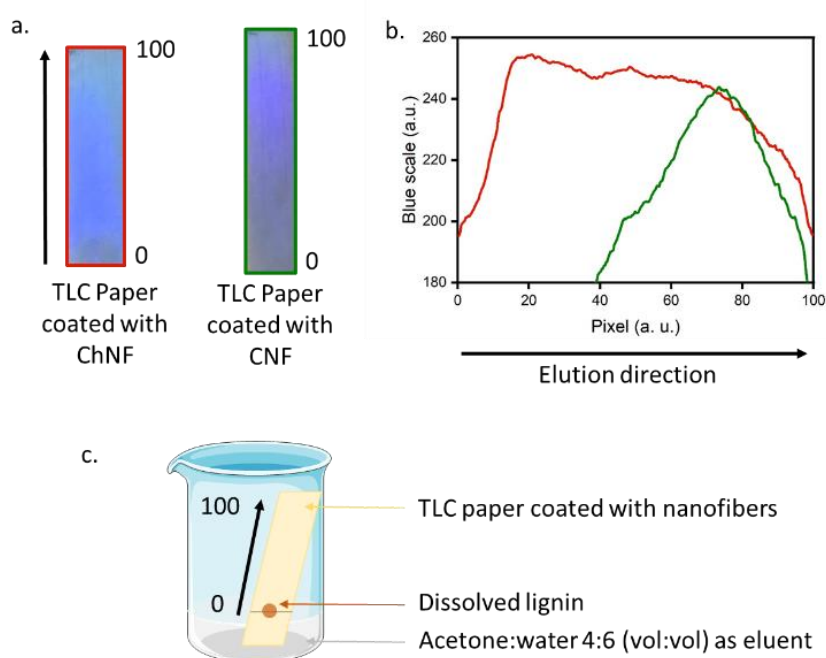 a.
100
0
TLC Paper
coated with
ChNF
100
0
TLC Paper
coated with
CNF
b.
260
240
220
200
180
Blue scale (a.u.)
0 20 40 60 80 100
Pixel (a. u.)
Elution direction
c.
100
0
TLC paper coated with nanofibers
Dissolved lignin
Acetone:water 4:6 (vol:vol) as eluent